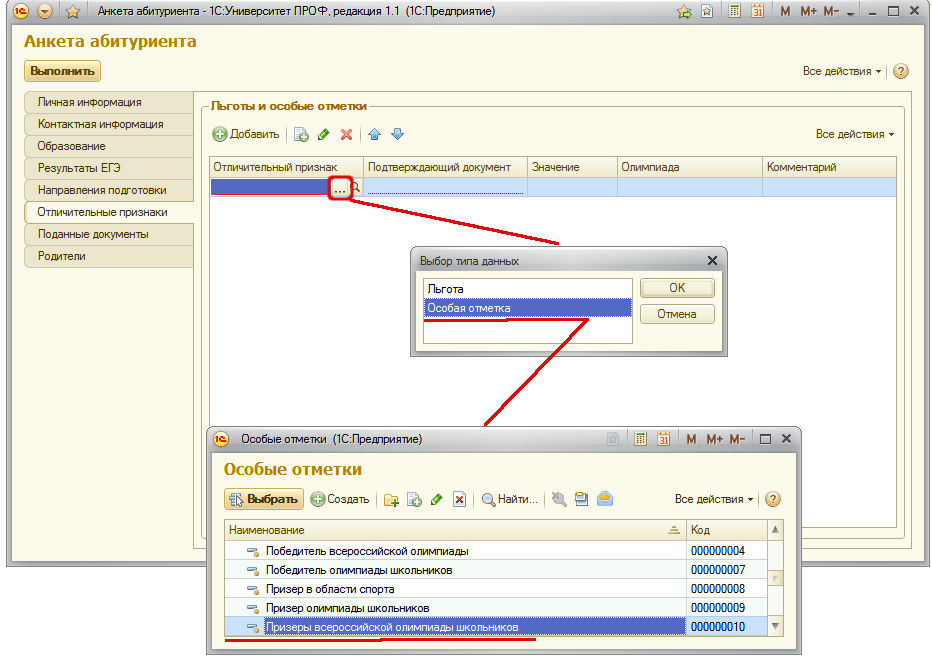 Анкета абитуриента - 1С:Университет ПРОФ, редакция 1.1 (1С:Предприятие)
M M+ M-
Анкета абитуриента
Выполнить
Все действия
Личная информация
Контактная информация
Образование
Результаты ЕГЭ
Направления подготовки
Отличительные признаки
Поданные документы
Родители
Льготы и особые отметки
Добавить
Все действия
Отличительный признак Подтверждающий документ Значение Олимпиада Комментарий
...
Выбор типа данных
Льгота
Особая отметка
OK
Отмена
Особые отметки (1С:Предприятие)
M M+ M-
Особые отметки
Выбрать Создать Найти... Все действия
Наименование Код
Победитель всероссийской олимпиады 000000004
Победитель олимпиады школьников 000000007
Призер в области спорта 000000008
Призер олимпиады школьников 000000009
Призеры всероссийской олимпиады школьников 000000010